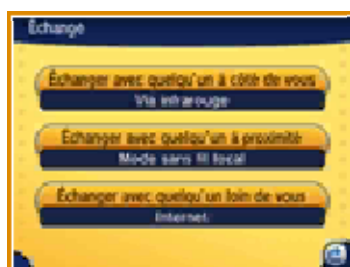 Échange
Échanger avec quelqu'un à côté de vous
Via infrarouge
Échanger avec quelqu'un à proximité
Mode sans fil local
Échanger avec quelqu'un loin de vous
Internet